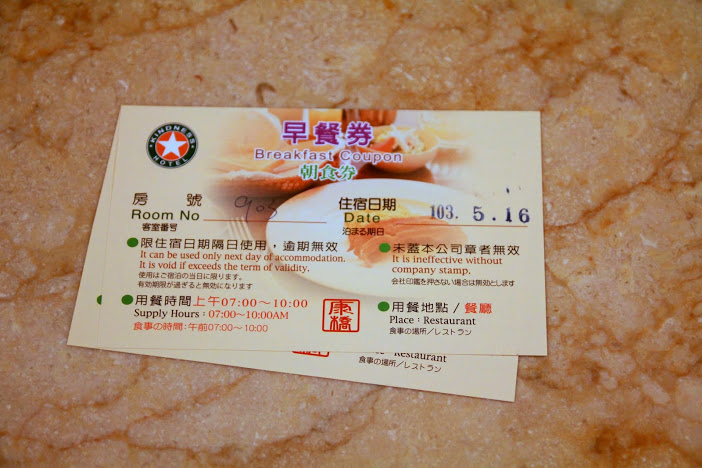 KINDNESS
HOTEL
早餐券
Breakfast Coupon
朝食券
房 號
Room No
客室番号
903
住宿日期
Date
泊まる期日
103. 5.16
●限住宿日期隔日使用，逾期無效
It can be used only next day of accommodation.
It is void if exceeds the term of validity.
使用はご宿泊の当日に限ります。
有効期限が過ぎると無効になります
●未蓋本公司章者無效
It is ineffective without
company stamp.
会社印鑑を押さない場合は無効とします
●用餐時間上午07:00～10:00
Supply Hours : 07:00～10:00AM
食事の時間：午前07:00～10:00
康橋
●用餐地點 / 餐廳
Place : Restaurant
食事の場所／レストラン
Restaurant
食事の場所／レストラン